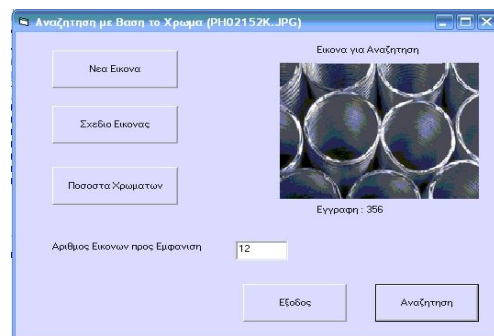 Αναζητηση με Βαση το Χρωμα (PH02152K.JPG)
Νεα Εικονα
Εικονα για Αναζητηση
Σχεδιο Εικονας
Ποσοστα Χρωματων
Εγγραφη : 356
Αριθμος Εικονων προς Εμφανιση
12
Εξοδος
Αναζητηση